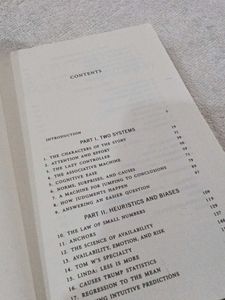 CONTENTS
INTRODUCTION
PART I. TWO SYSTEMS
1. THE CHARACTERS OF THE STORY
2. ATTENTION AND EFFORT
3. THE LAZY CONTROLLER
4. THE ASSOCIATIVE MACHINE
5. COGNITIVE EASE
6. NORMS, SURPRISES, AND CAUSES
7. A MACHINE FOR JUMPING TO CONCLUSIONS
8. HOW JUDGMENTS HAPPEN
9. ANSWERING AN EASIER QUESTION
PART II. HEURISTICS AND BIASES
10. THE LAW OF SMALL NUMBERS 109
11. ANCHORS 119
12. THE SCIENCE OF AVAILABILITY
13. AVAILABILITY, EMOTION, AND RISK
14. TOM W'S SPECIALTY
15. LINDA: LESS IS MORE
16. CAUSES TRUMP STATISTICS
17. REGRESSION TO THE MEAN
INTUITIVE PREDICTIONS